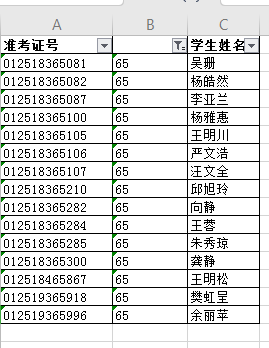 A B C
准考证号 学生姓名
012518365081 65 吴珊
012518365082 65 杨皓然
012518365087 65 李亚兰
012518365100 65 杨雅惠
012518365105 65 王明川
012518365106 65 严文浩
012518365107 65 汪文全
012518365210 65 邱旭玲
012518365282 65 向静
012518365284 65 王蓉
012518365285 65 朱秀琼
012518365300 65 龚静
012518465867 65 王明松
012519365918 65 樊虹呈
012519365996 65 余丽苹